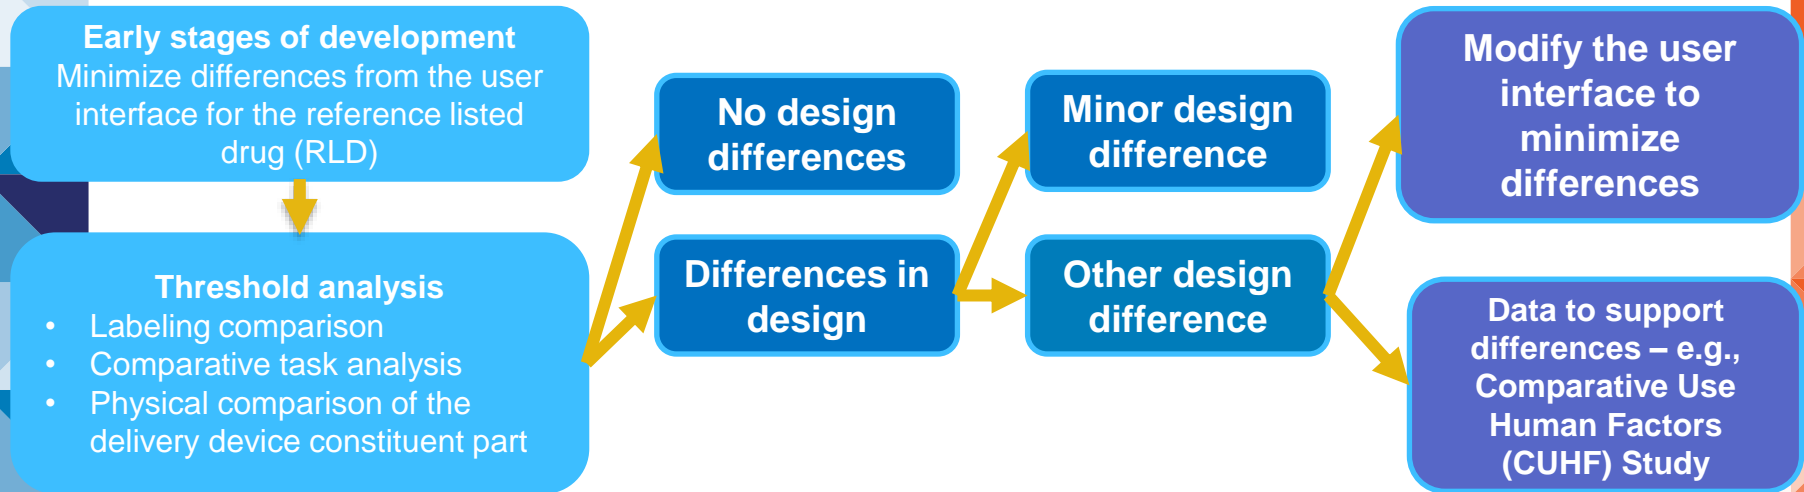 Early stages of development
Minimize differences from the user
interface for the reference listed
drug (RLD)
Threshold analysis
• Labeling comparison
• Comparative task analysis
• Physical comparison of the
delivery device constituent part
No design
differences
Differences in
design
Minor design
difference
Other design
difference
Modify the user
interface to
minimize
differences
Data to support
differences – e.g.,
Comparative Use
Human Factors
(CUHF) Study